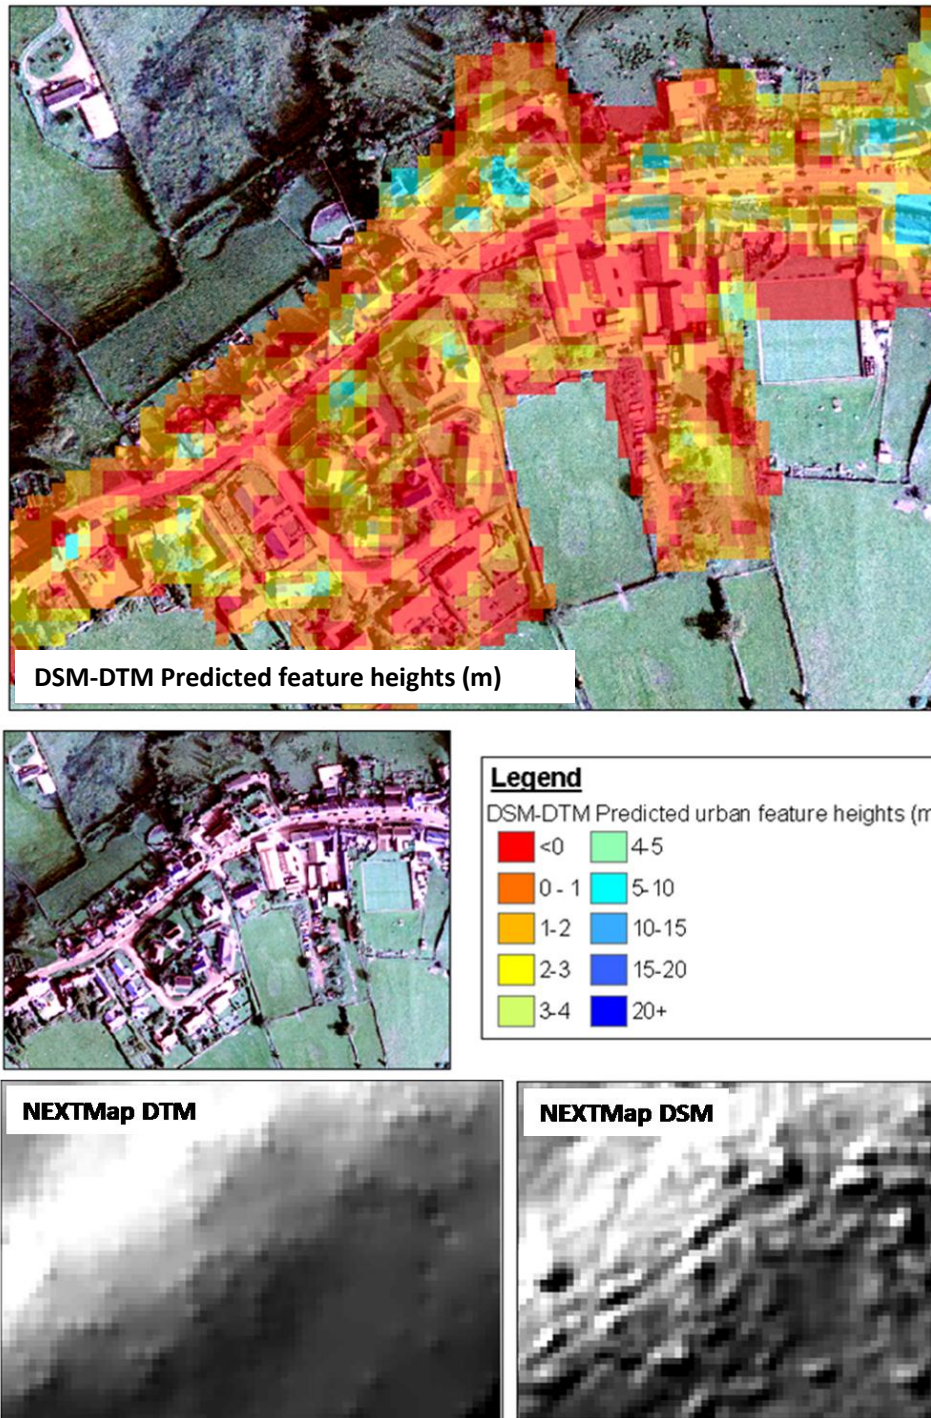 DSM-DTM Predicted feature heights (m)
Legend
DSM-DTM Predicted urban feature heights (m
<0
4-5
0 - 1
5-10
1-2
10-15
2-3
15-20
3-4
20+
NEXTMap DTM
NEXTMap DSM